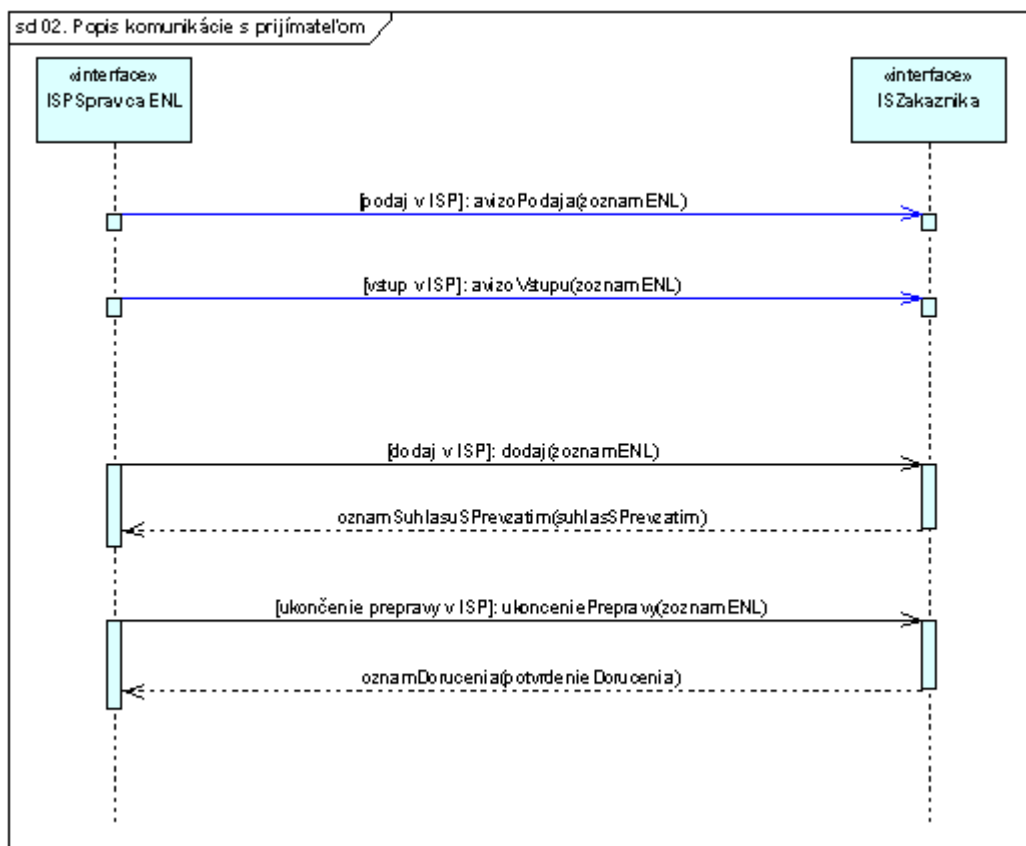 sd 02. Popis komunikácie s prijímateľom
«interface»
ISPSpravca ENL
«interface»
ISZakaznika
[podaj v ISP]: avizoPodaja(zoznamENL)
[vstup v ISP]: avizoVstupu(zoznamENL)
[dodaj v ISP]: dodaj(zoznamENL)
oznamSuhlasuSPrevzatim(suhlasSPrevzatim)
[ukončenie prepravy v ISP]: ukonceniePrepravy(zoznamENL)
oznamDorucenia(potvrdenieDorucenia)